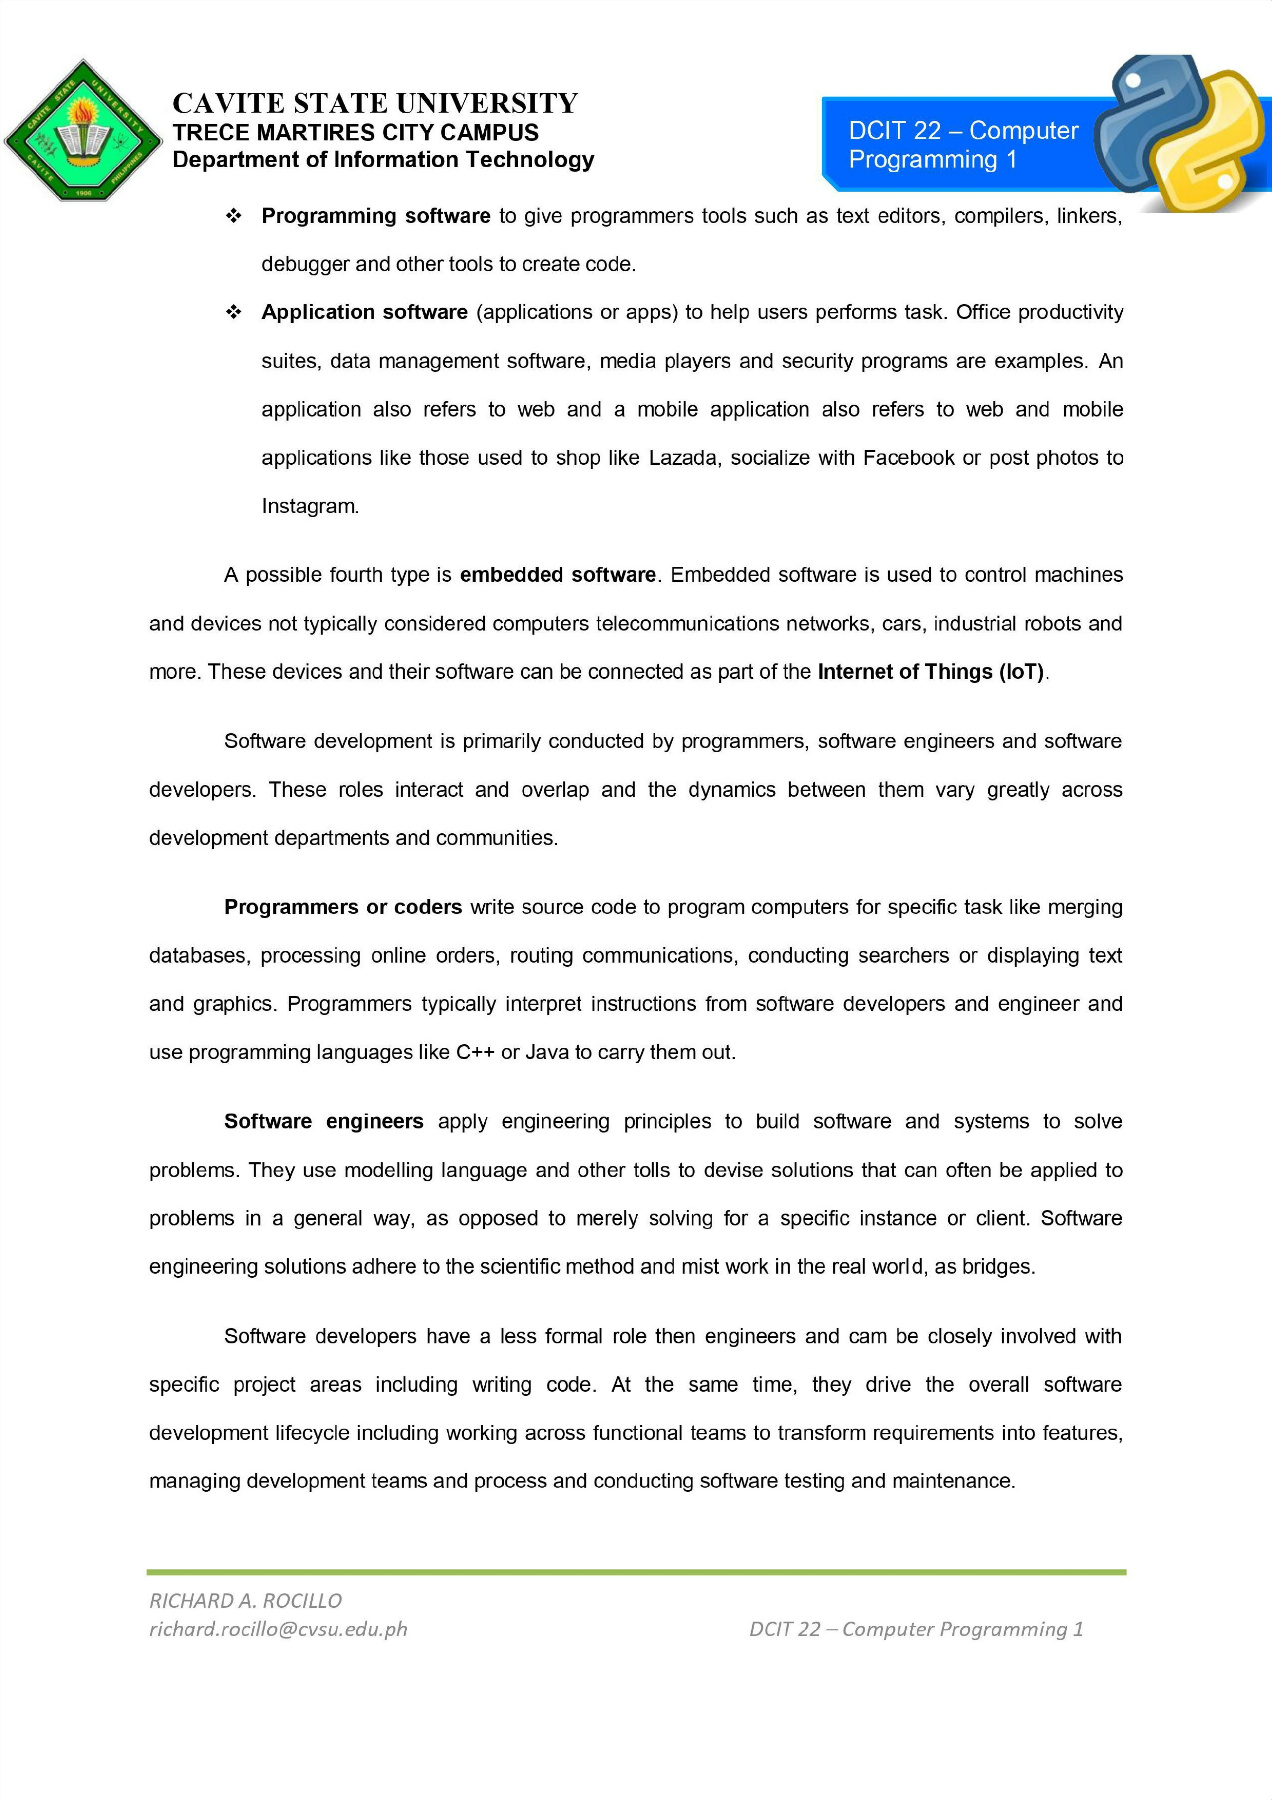 CAVITE STATE UNIVERSITY
TRECE MARTIRES CITY CAMPUS
Department of Information Technology
CAVITE STATE UNIVERSITY
CAVITE
PHILIPPINES
1906
DCIT 22 – Computer
Programming 1
❖ Programming software to give programmers tools such as text editors, compilers, linkers,
debugger and other tools to create code.
❖ Application software (applications or apps) to help users performs task. Office productivity
suites, data management software, media players and security programs are examples. An
application also refers to web and a mobile application also refers to web and mobile
applications like those used to shop like Lazada, socialize with Facebook or post photos to
Instagram.
A possible fourth type is embedded software. Embedded software is used to control machines
and devices not typically considered computers telecommunications networks, cars, industrial robots and
more. These devices and their software can be connected as part of the Internet of Things (IoT).
Software development is primarily conducted by programmers, software engineers and software
developers. These roles interact and overlap and the dynamics between them vary greatly across
development departments and communities.
Programmers or coders write source code to program computers for specific task like merging
databases, processing online orders, routing communications, conducting searchers or displaying text
and graphics. Programmers typically interpret instructions from software developers and engineer and
use programming languages like C++ or Java to carry them out.
Software engineers apply engineering principles to build software and systems to solve
problems. They use modelling language and other tolls to devise solutions that can often be applied to
problems in a general way, as opposed to merely solving for a specific instance or client. Software
engineering solutions adhere to the scientific method and mist work in the real world, as bridges.
Software developers have a less formal role then engineers and cam be closely involved with
specific project areas including writing code. At the same time, they drive the overall software
development lifecycle including working across functional teams to transform requirements into features,
managing development teams and process and conducting software testing and maintenance.
RICHARD A. ROCILLO
richard.rocillo@cvsu.edu.ph
DCIT 22 – Computer Programming 1